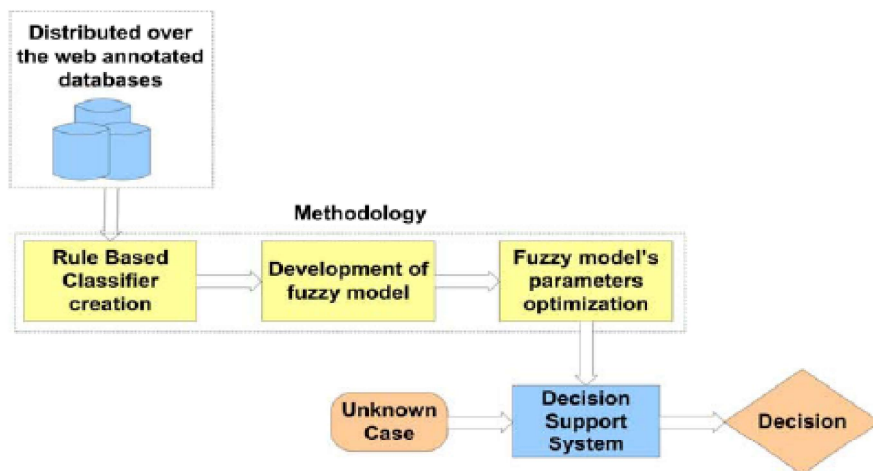 Distributed over
the web annotated
databases
Methodology
Rule Based
Classifier
creation
Development of
fuzzy model
Fuzzy model's
parameters
optimization
Unknown
Case
Decision
Support
System
Decision